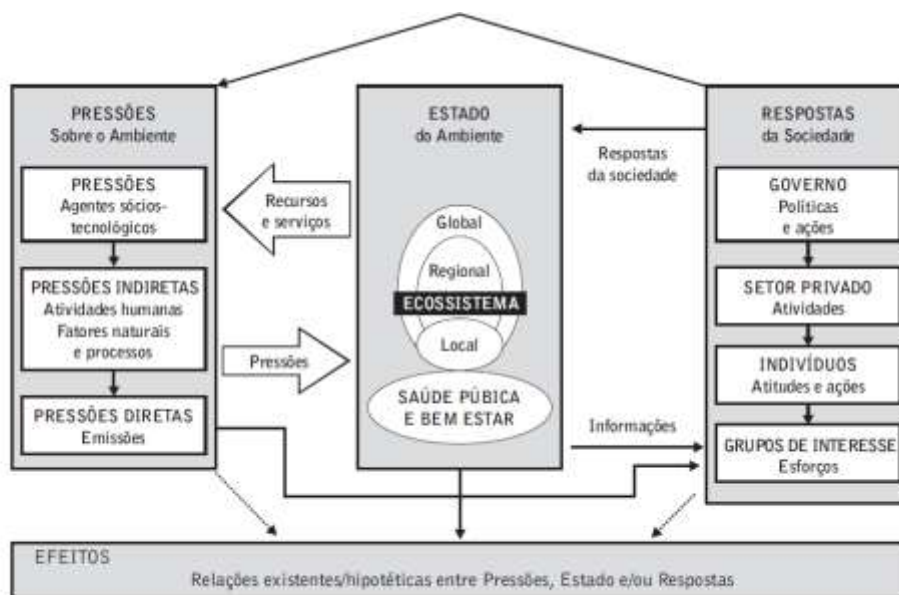 PRESSÕES
Sobre o Ambiente
PRESSÕES
Agentes sócios-
tecnológicos
PRESSÕES INDIRETAS
Atividades humanas
Fatores naturais
e processos
PRESSÕES DIRETAS
Emissões
Recursos
e serviços
Pressões
ESTADO
do Ambiente
Global
Regional
ECOSSISTEMA
Local
SAÚDE PÚBICA
E BEM ESTAR
Respostas
da sociedade
Informações
RESPOSTAS
da Sociedade
GOVERNO
Políticas
e ações
SETOR PRIVADO
Atividades
INDIVÍDUOS
Atitudes e ações
GRUPOS DE INTERESSE
Esforços
EFEITOS
Relações existentes/hipotéticas entre Pressões, Estado e/ou Respostas